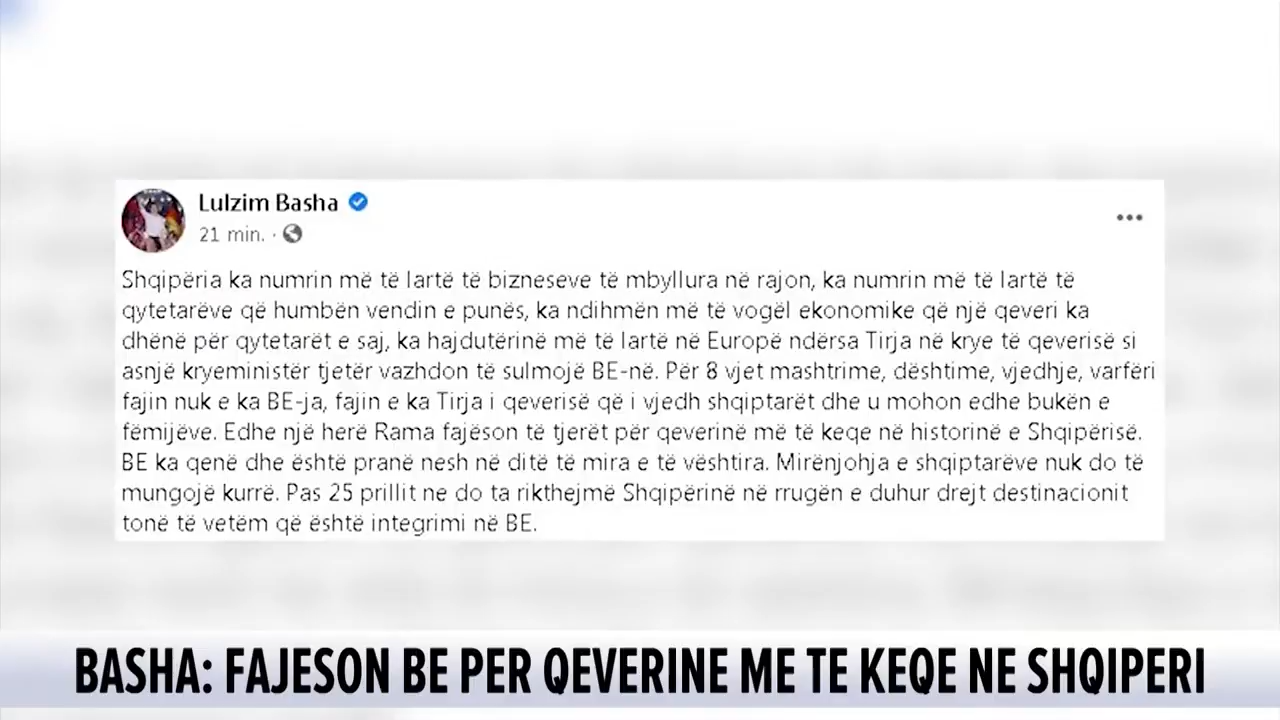 Lulzim Basha
21 min. ·
Shqipëria ka numrin më të lartë të bizneseve të mbyllura në rajon, ka numrin më të lartë të
qytetarëve që humbën vendin e punës, ka ndihmën më të vogël ekonomike që një qeveri ka
dhënë për qytetarët e saj, ka hajdutërinë më të lartë në Europë ndërsa Tirja në krye të qeverisë si
asnjë kryeministër tjetër vazhdon të sulmojë BE-në. Për 8 vjet mashtrime, dështime, vjedhje, varfëri
fajin nuk e ka BE-ja, fajin e ka Tirja i qeverisë që i vjedh shqiptarët dhe u mohon edhe bukën e
fëmijëve. Edhe një herë Rama fajëson të tjerët për qeverinë më të keqe në historinë e Shqipërisë.
BE ka qenë dhe është pranë nesh në ditë të mira e të vështira. Mirënjohja e shqiptarëve nuk do të
mungojë kurrë. Pas 25 prillit ne do ta rikthejmë Shqipërinë në rrugën e duhur drejt destinacionit
tonë të vetëm që është integrimi në BE.
BASHA: FAJESON BE PER QEVERINE ME TE KEQE NE SHQIPERI